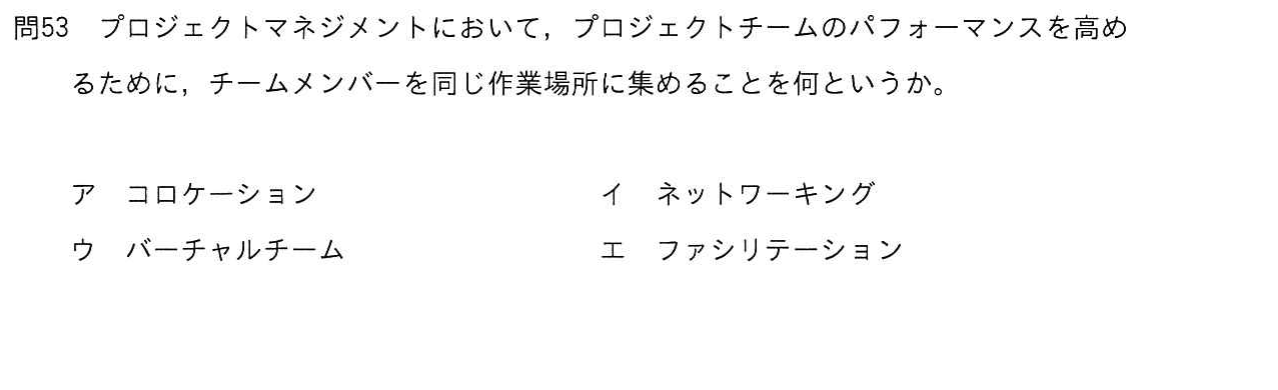 問53　プロジェクトマネジメントにおいて，プロジェクトチームのパフォーマンスを高め
るために，チームメンバーを同じ作業場所に集めることを何というか。
ア　コロケーション　イ　ネットワーキング
ウ　バーチャルチーム　エ　ファシリテーション